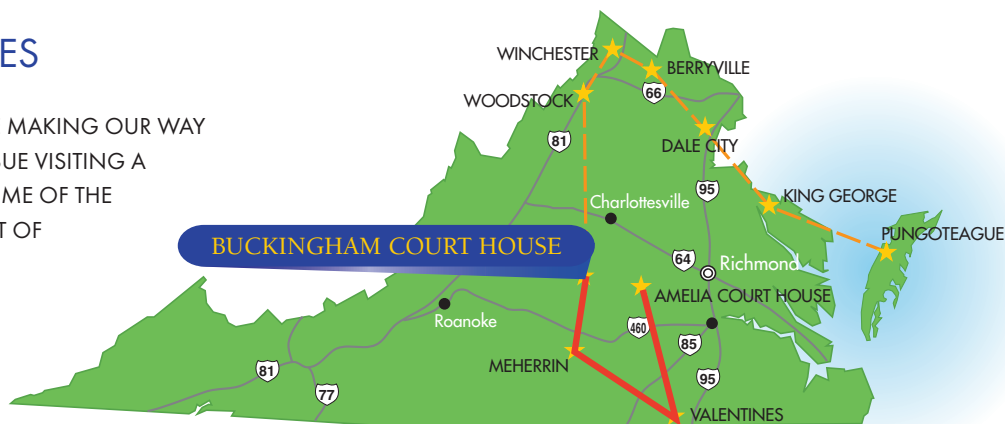 ES
MAKING OUR WAY
UE VISITING A
ME OF THE
T OF
WINCHESTER
BERRYVILLE
66
WOODSTOCK
81
DALE CITY
95
KING GEORGE
Charlottesville
PUNGOTEAGUE
BUCKINGHAM COURT HOUSE
64
Richmond
AMELIA COURT HOUSE
Roanoke
460
85
MEHERRIN
81
95
77
VALENTINES